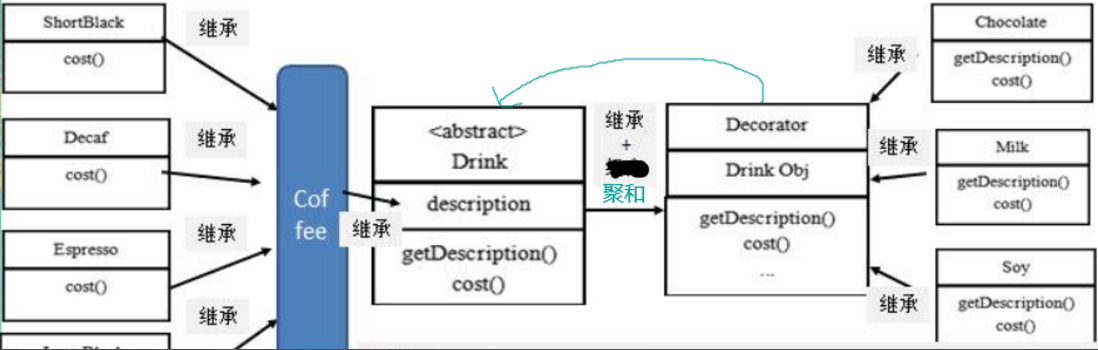 ShortBlack
cost()
继承
Decaf
cost()
继承
Espresso
cost()
继承
继承
Cof
fee
继承
<abstract>
Drink
description
getDescription()
cost()
继承
+
聚和
Decorator
Drink Obj
getDescription()
cost()
...
继承
Chocolate
getDescription()
cost()
继承
Milk
getDescription()
cost()
继承
Soy
getDescription()
cost()